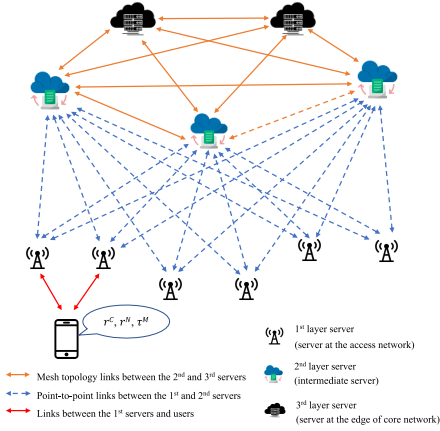 r^C, r^N, τ^M
1st layer server
(server at the access network)
2nd layer server
(intermediate server)
3rd layer server
(server at the edge of core network)
Mesh topology links between the 2nd and 3rd servers
Point-to-point links between the 1st and 2nd servers
Links between the 1st servers and users